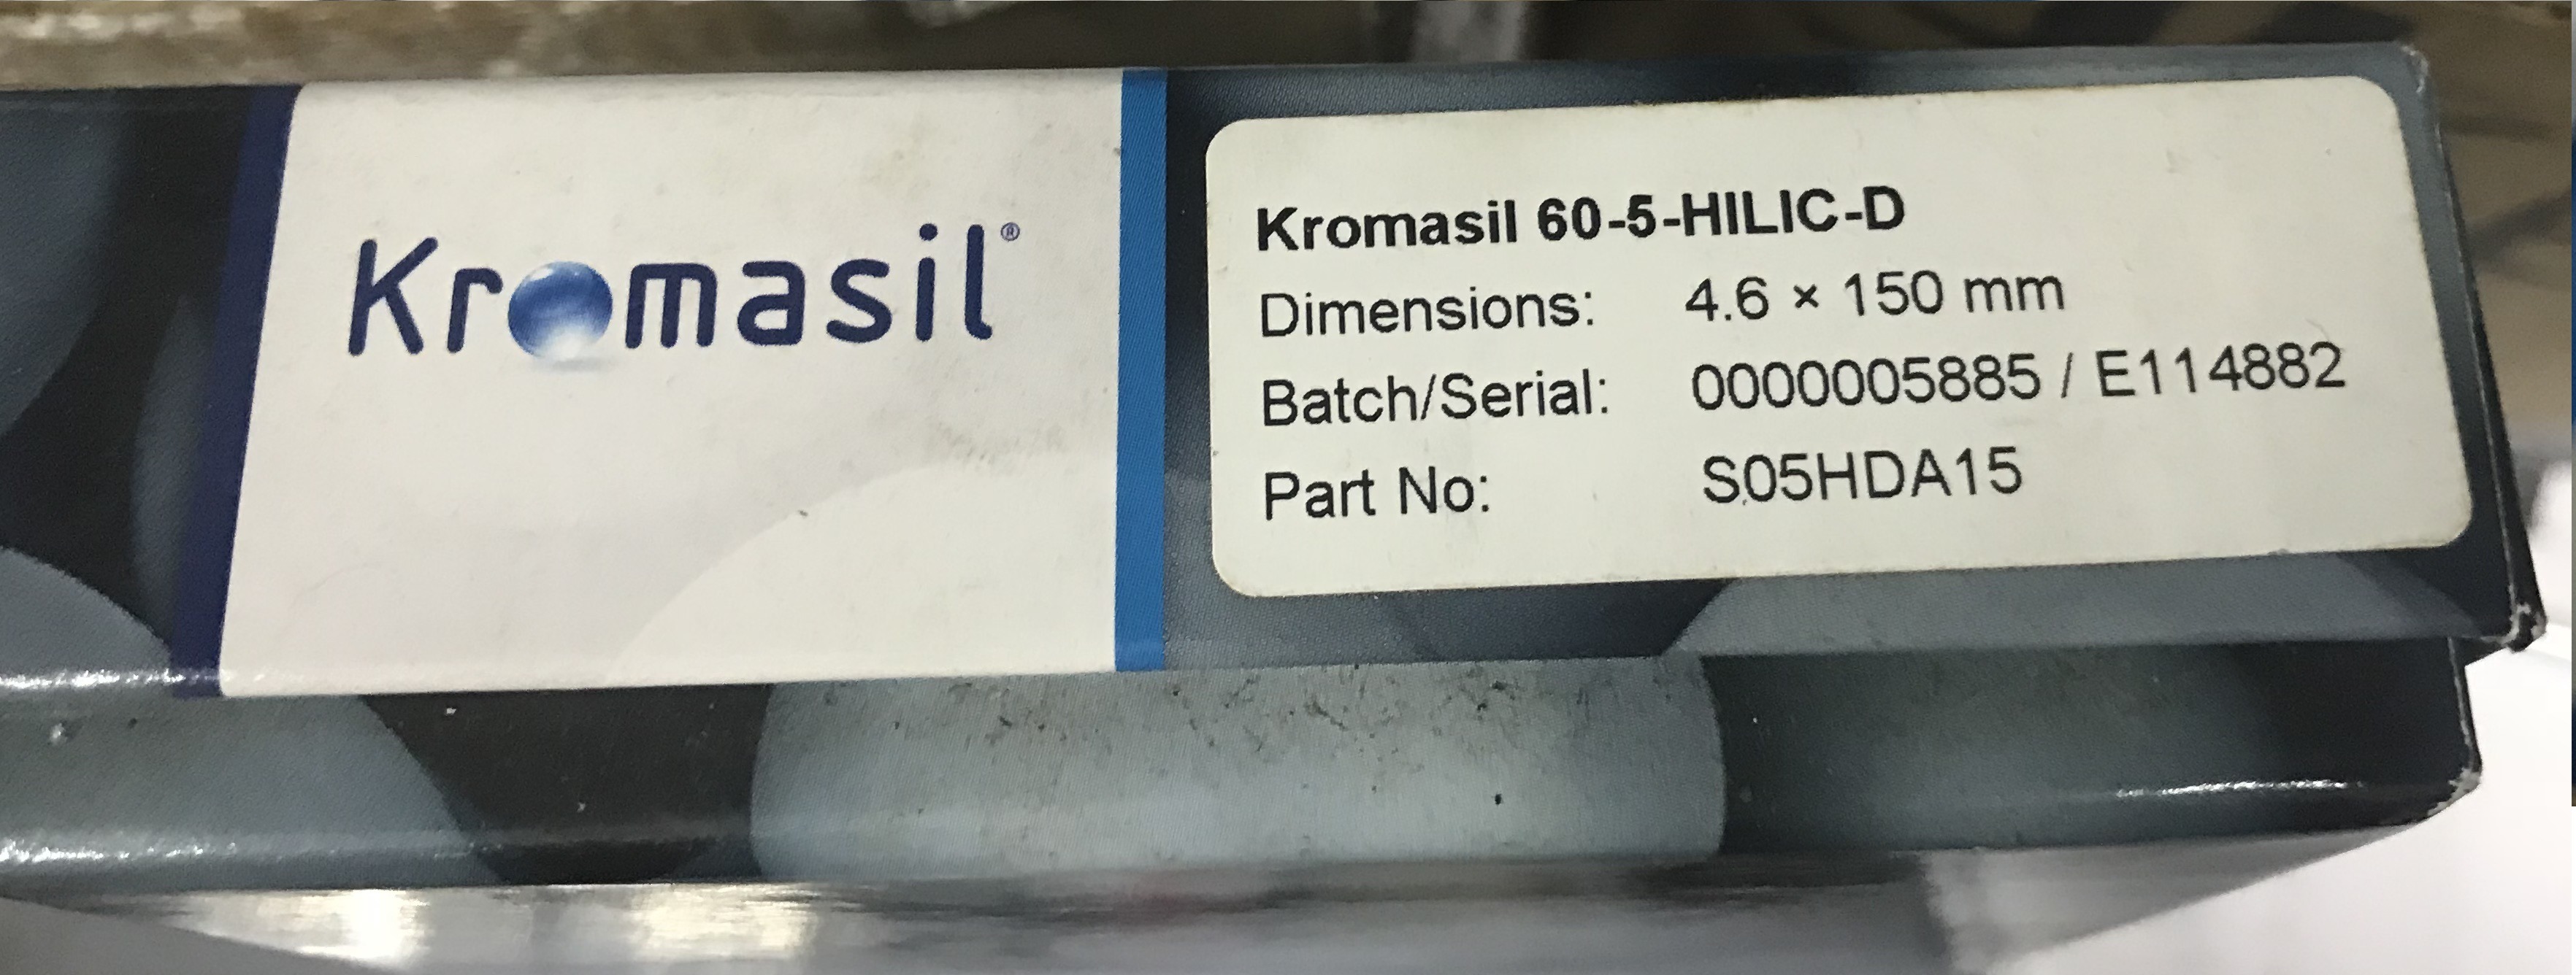 Kromasil®
Kromasil 60-5-HILIC-D
Dimensions: 4.6 × 150 mm
Batch/Serial: 0000005885 / E114882
Part No: S05HDA15